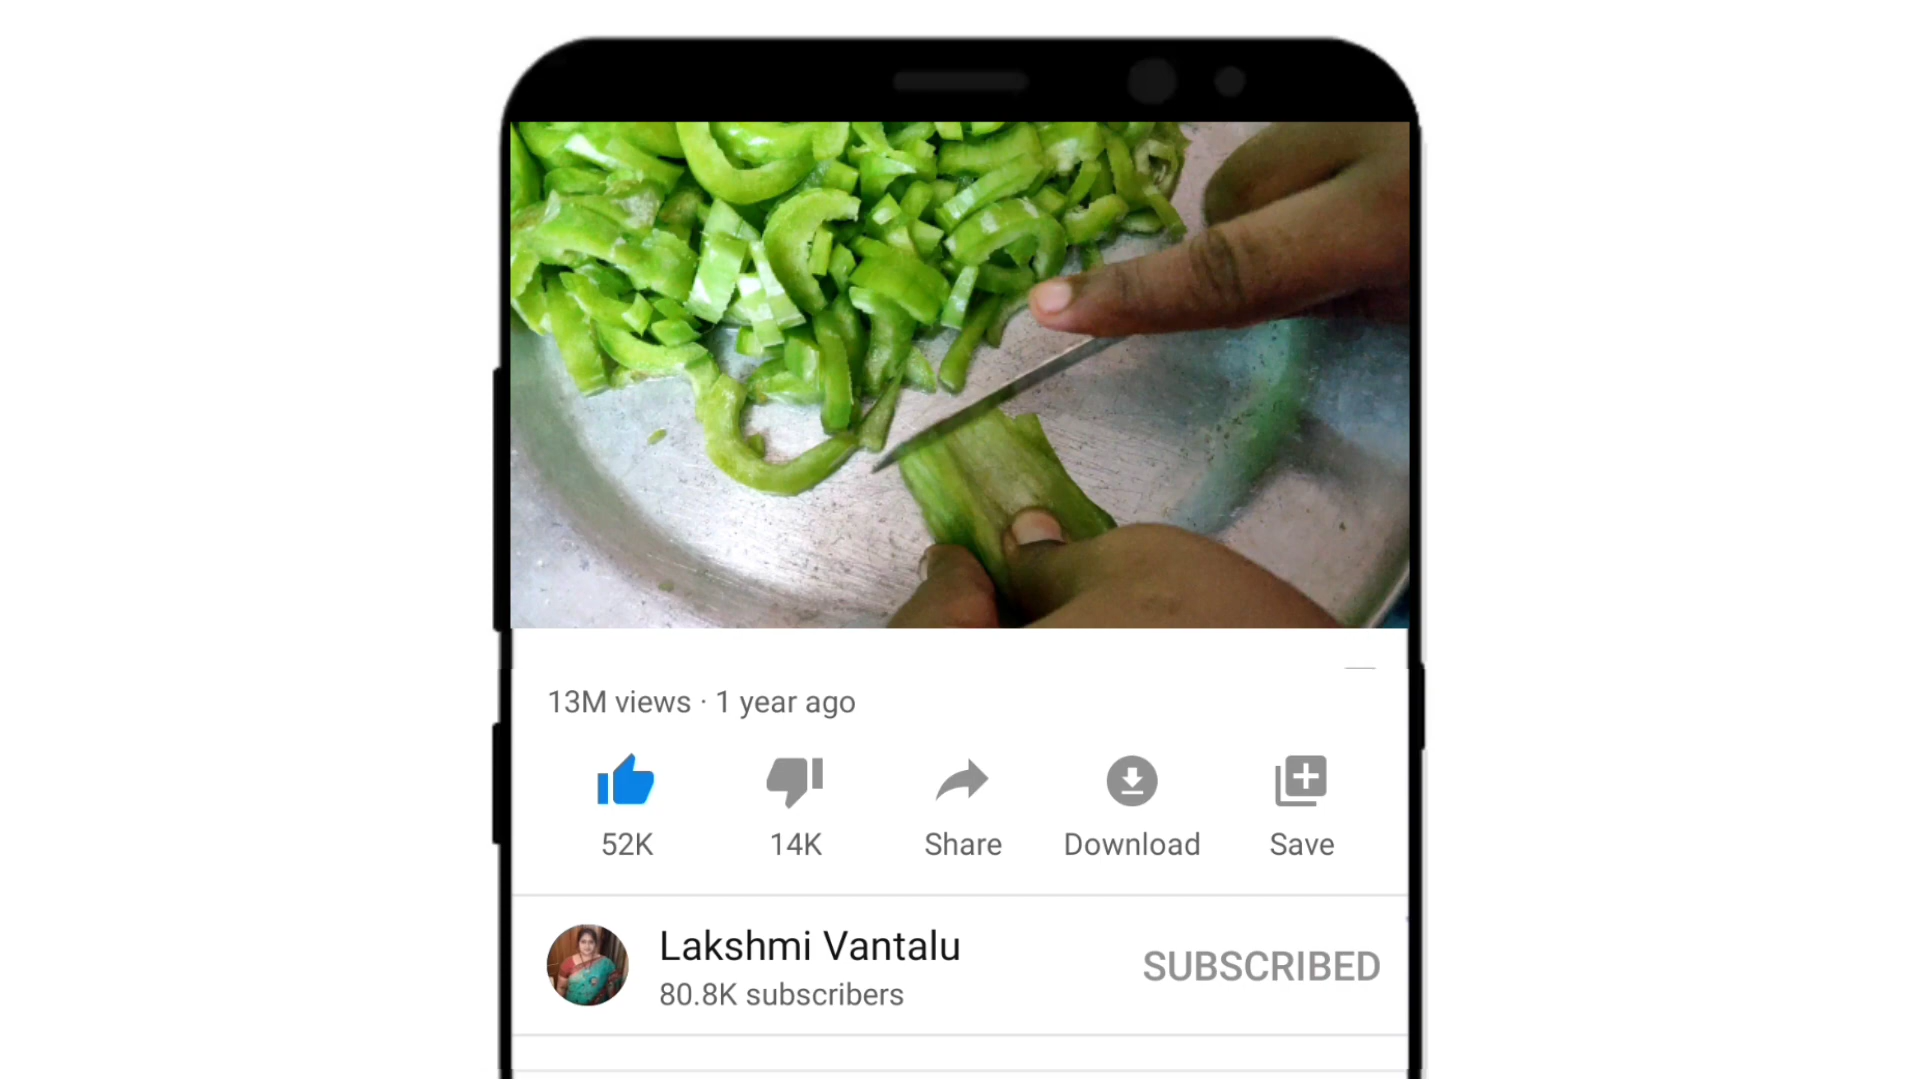 13M views · 1 year ago
52K
14K
Share
Download
Save
Lakshmi Vantalu
80.8K subscribers
SUBSCRIBED